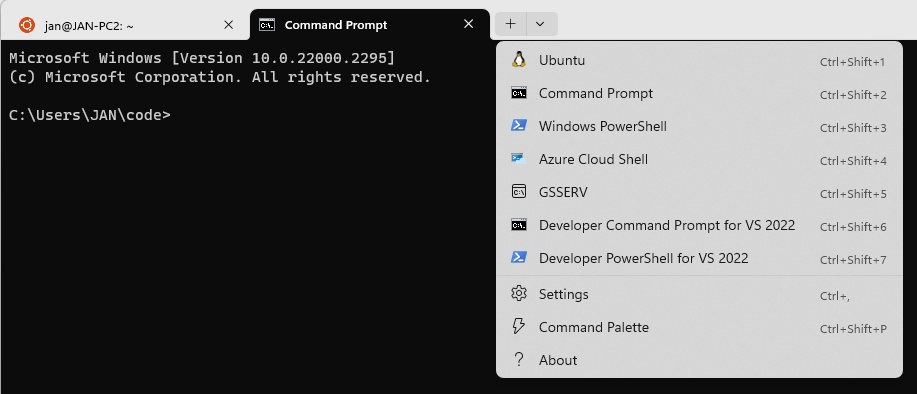 jan@JAN-PC2: ~
Command Prompt
Microsoft Windows [Version 10.0.22000.2295]
(c) Microsoft Corporation. All rights reserved.
C:\Users\JAN\code>
Ubuntu Ctrl+Shift+1
Command Prompt Ctrl+Shift+2
Windows PowerShell Ctrl+Shift+3
Azure Cloud Shell Ctrl+Shift+4
GSSERV Ctrl+Shift+5
Developer Command Prompt for VS 2022 Ctrl+Shift+6
Developer PowerShell for VS 2022 Ctrl+Shift+7
Settings Ctrl+,
Command Palette Ctrl+Shift+P
About